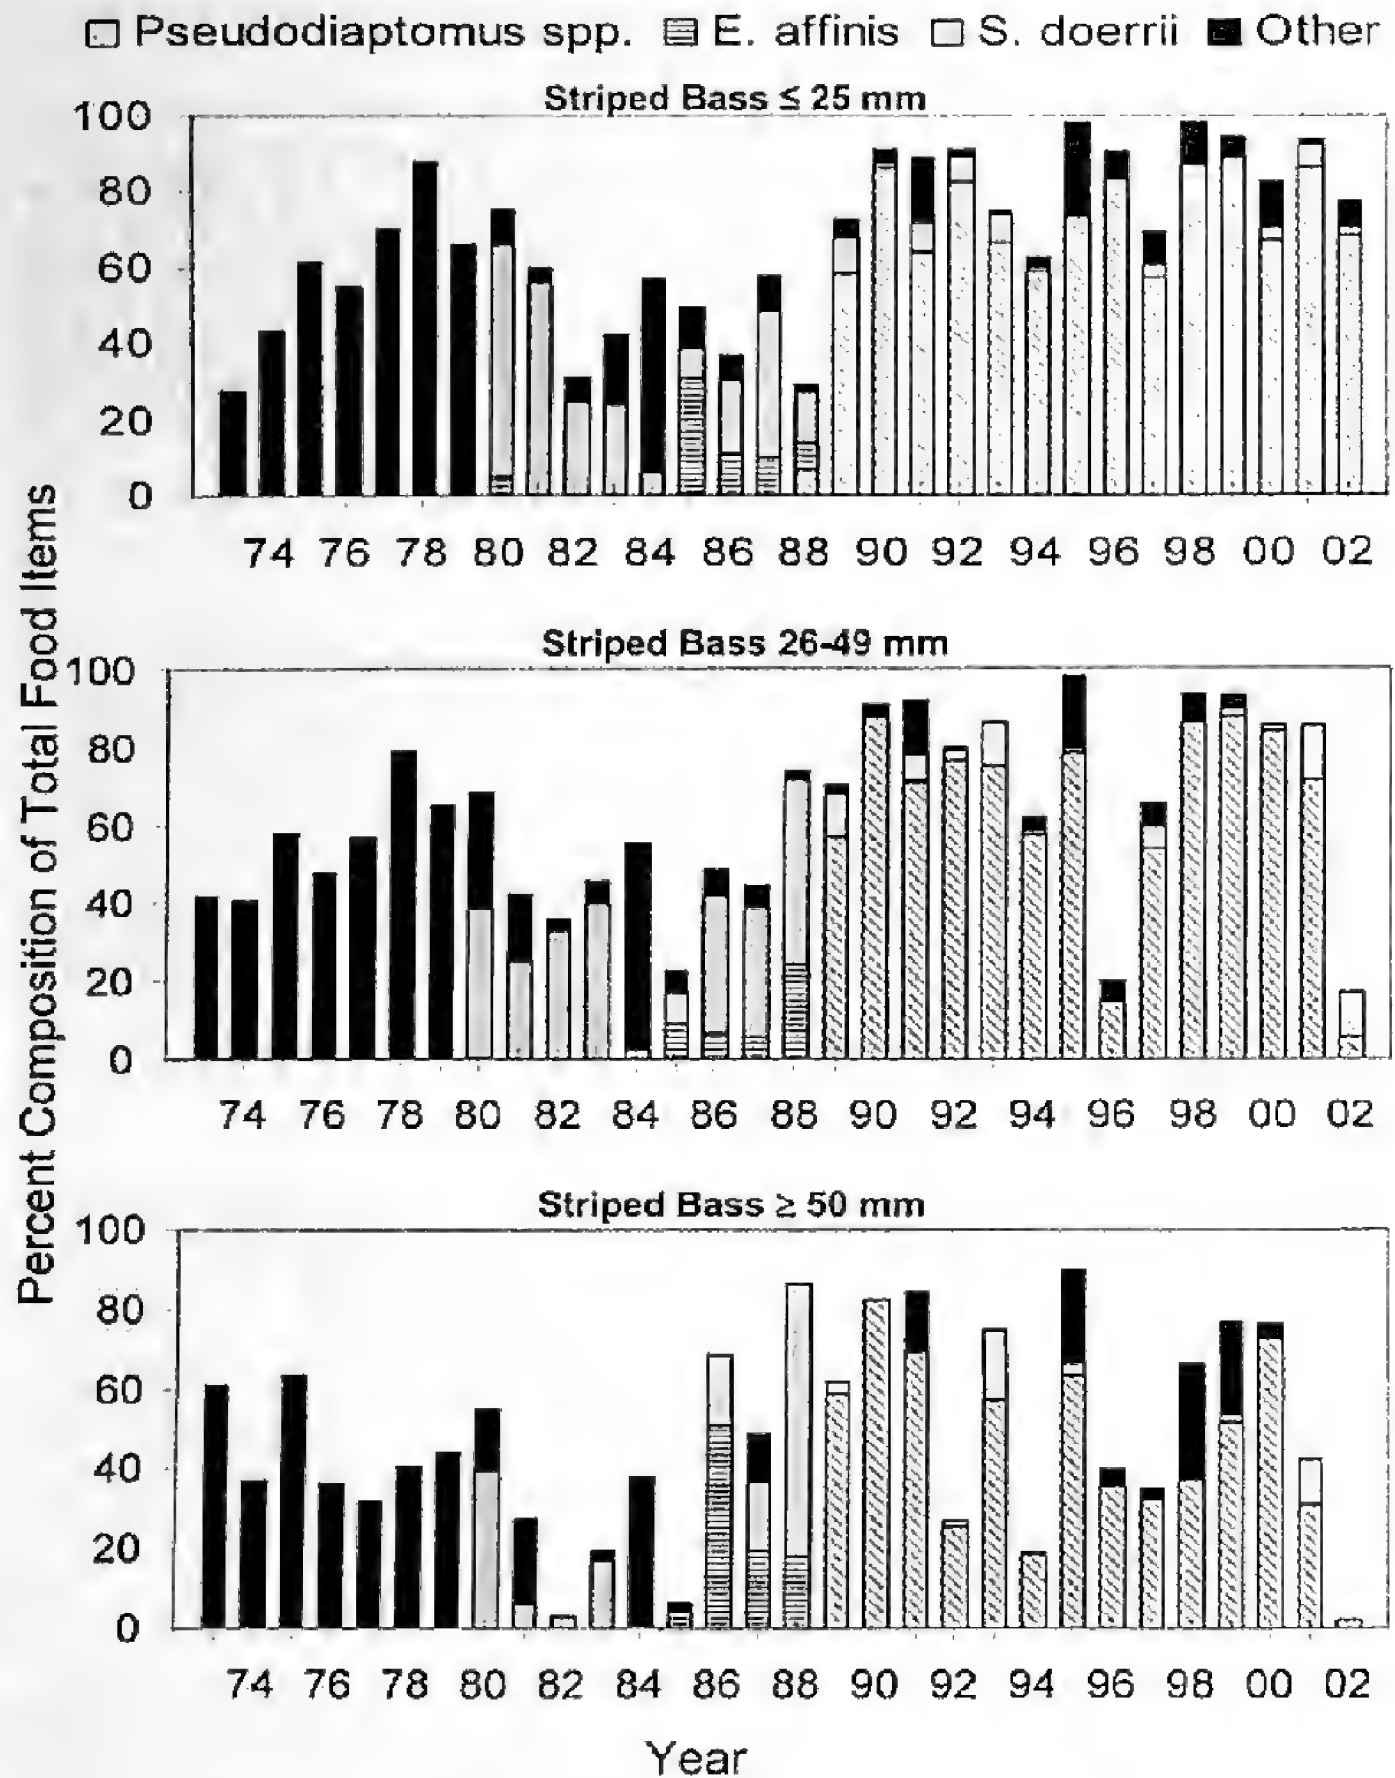 Pseudodiaptomus spp. E. affinis S. doerrii Other
Percent Composition of Total Food Items
Striped Bass ≤ 25 mm
100
80
60
40
20
0
74 76 78 80 82 84 86 88 90 92 94 96 98 00 02
Striped Bass 26-49 mm
100
80
60
40
20
0
74 76 78 80 82 84 86 88 90 92 94 96 98 00 02
Striped Bass ≥ 50 mm
100
80
60
40
20
0
74 76 78 80 82 84 86 88 90 92 94 96 98 00 02
Year